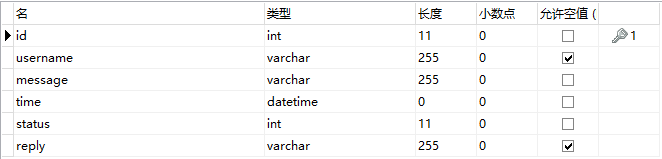 名 类型 长度 小数点 允许空值 (
id int 11 0 1
username varchar 255 0
message varchar 255 0
time datetime 0 0
status int 11 0
reply varchar 255 0